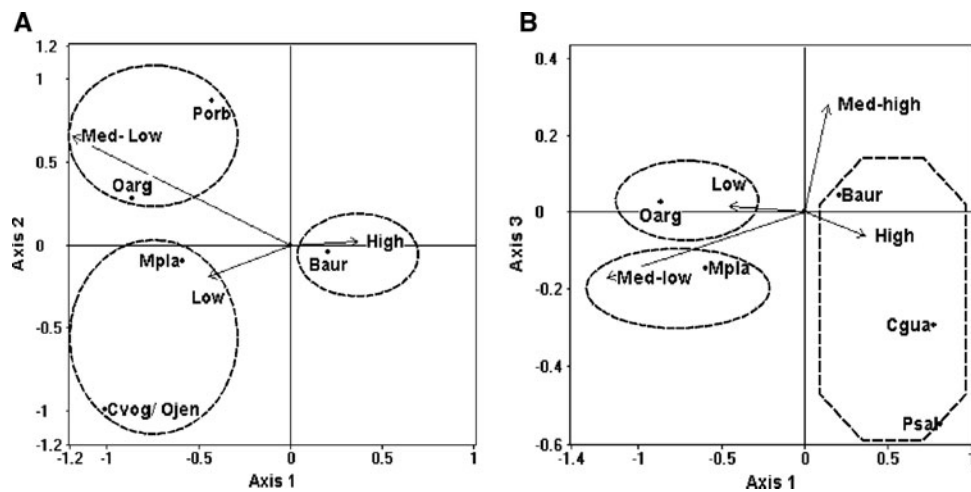 A
1.2
1
0.5
0
-0.5
-1
-1.2
Axis 2
Porb
Med- Low
Oarg
High
Baur
Mpla
Low
Cvog/ Ojen
-1.2 -1 -0.5 0 0.5 1
Axis 1
B
0.4
0.2
0
-0.2
-0.4
-0.6
Axis 3
Med-high
Low
Baur
Oarg
High
Med-low
Mpla
Cgua
Psal
-1.4 -1 -0.5 0 0.5 1
Axis 1